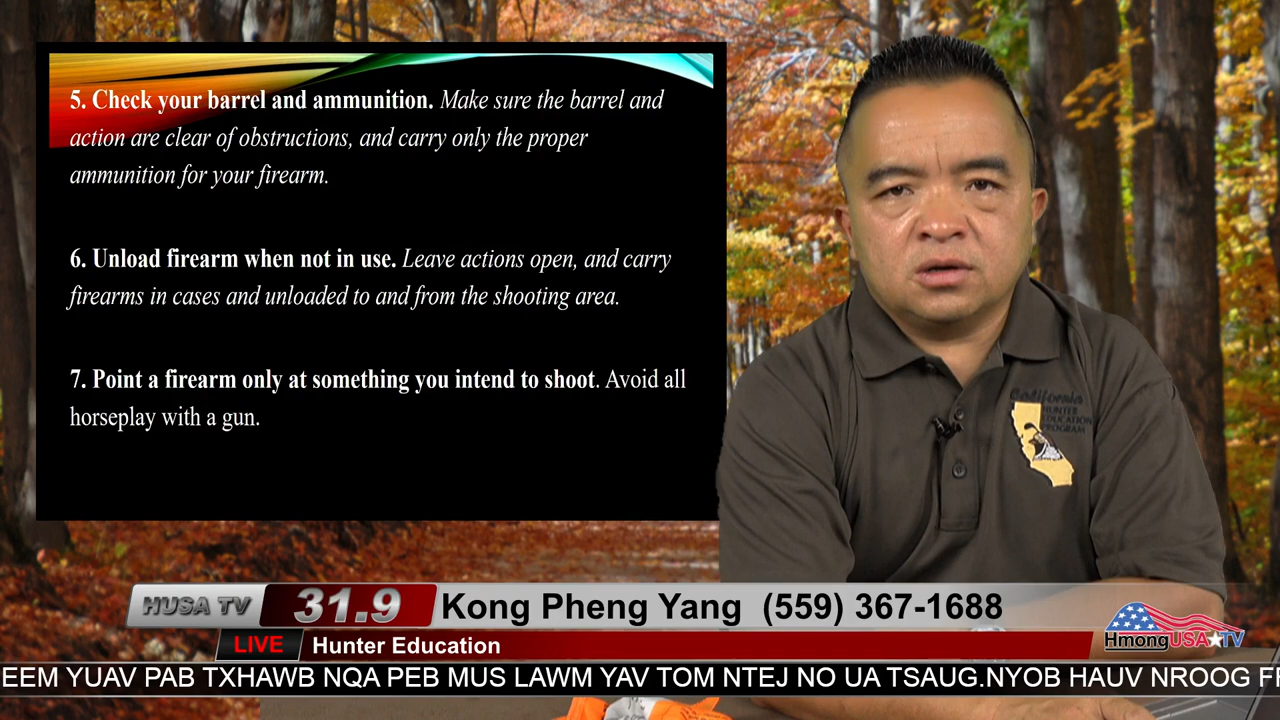 5. Check your barrel and ammunition. Make sure the barrel and
action are clear of obstructions, and carry only the proper
ammunition for your firearm.
6. Unload firearm when not in use. Leave actions open, and carry
firearms in cases and unloaded to and from the shooting area.
7. Point a firearm only at something you intend to shoot. Avoid all
horseplay with a gun.
California
HUNTER
EDUCATION
PROGRAM
HUSA TV
31.9
Kong Pheng Yang (559) 367-1688
LIVE
Hunter Education
HmongUSA TV
EEM YUAV PAB TXHAWB NQA PEB MUS LAWM YAV TOM NTEJ NO UA TSAUG.NYOB HAUV NROOG